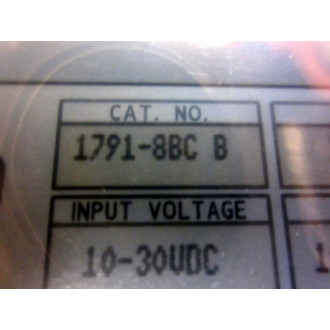 CAT. NO.
1791-8BC B
INPUT VOLTAGE
10-30VDC